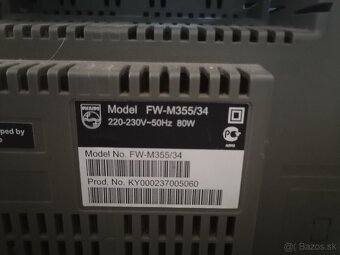 PHILIPS
Model FW-M355/34
220-230V~50Hz 80W
ped by
Model No. FW-M355/34
Prod. No. KY000237005060
bazos.sk